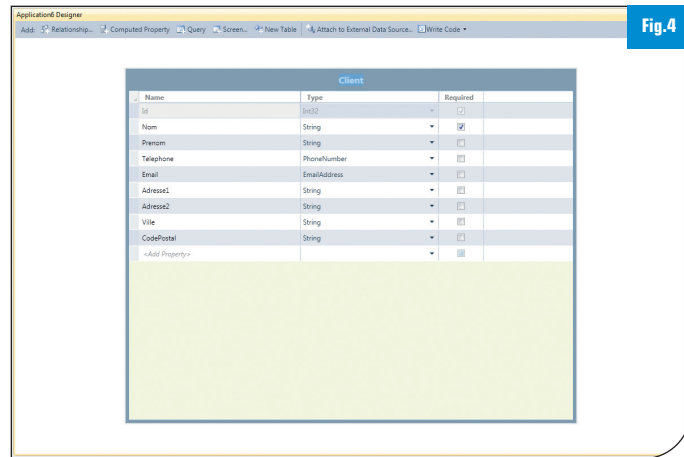 Application6 Designer
Fig.4
Add: Relationship... Computed Property Query Screen... New Table Attach to External Data Source... Write Code
Client
Name Type Required
Id Int32
Nom String
Prenom String
Telephone PhoneNumber
Email EmailAddress
Adresse1 String
Adresse2 String
Ville String
CodePostal String
<Add Property>